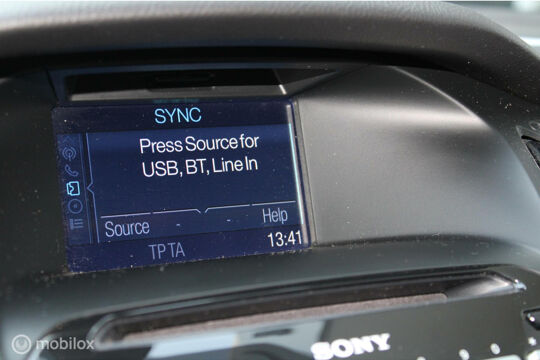 SYNC
Press Source for
USB, BT, Line In
Source - - Help
TP TA 13:41
SONY
mobilox